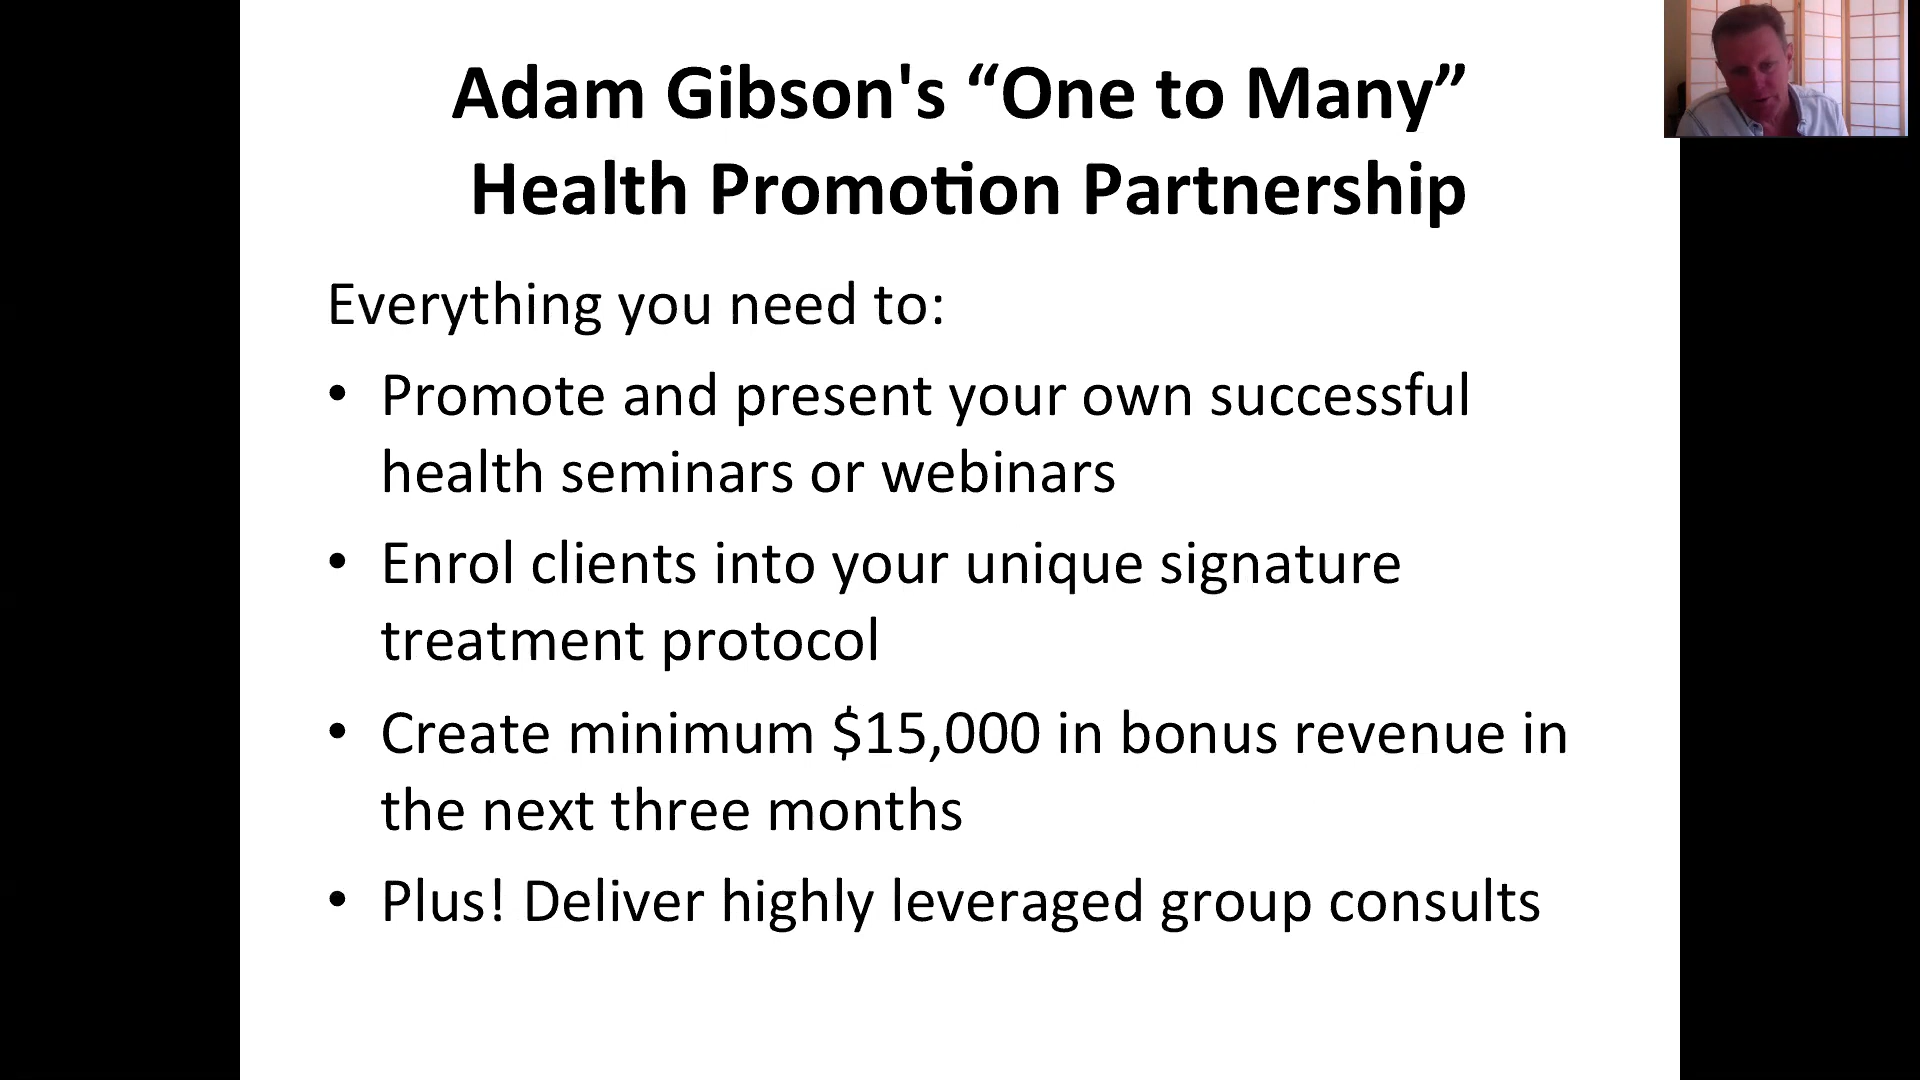 Adam Gibson's “One to Many”
Health Promotion Partnership
Everything you need to:
• Promote and present your own successful
health seminars or webinars
• Enrol clients into your unique signature
treatment protocol
• Create minimum $15,000 in bonus revenue in
the next three months
• Plus! Deliver highly leveraged group consults